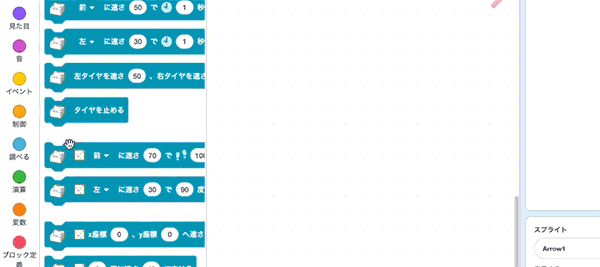 見た目
音
イベント
制御
調べる
演算
変数
ブロック定
義
前 に速さ 50 で 1 秒
左 に速さ 30 で 1 秒
左タイヤを速さ 50 、右タイヤを速さ
タイヤを止める
前 に速さ 70 で 100
左 に速さ 30 で 90 度
x座標 0 、y座標 0 へ速さ
スプライト
Arrow1